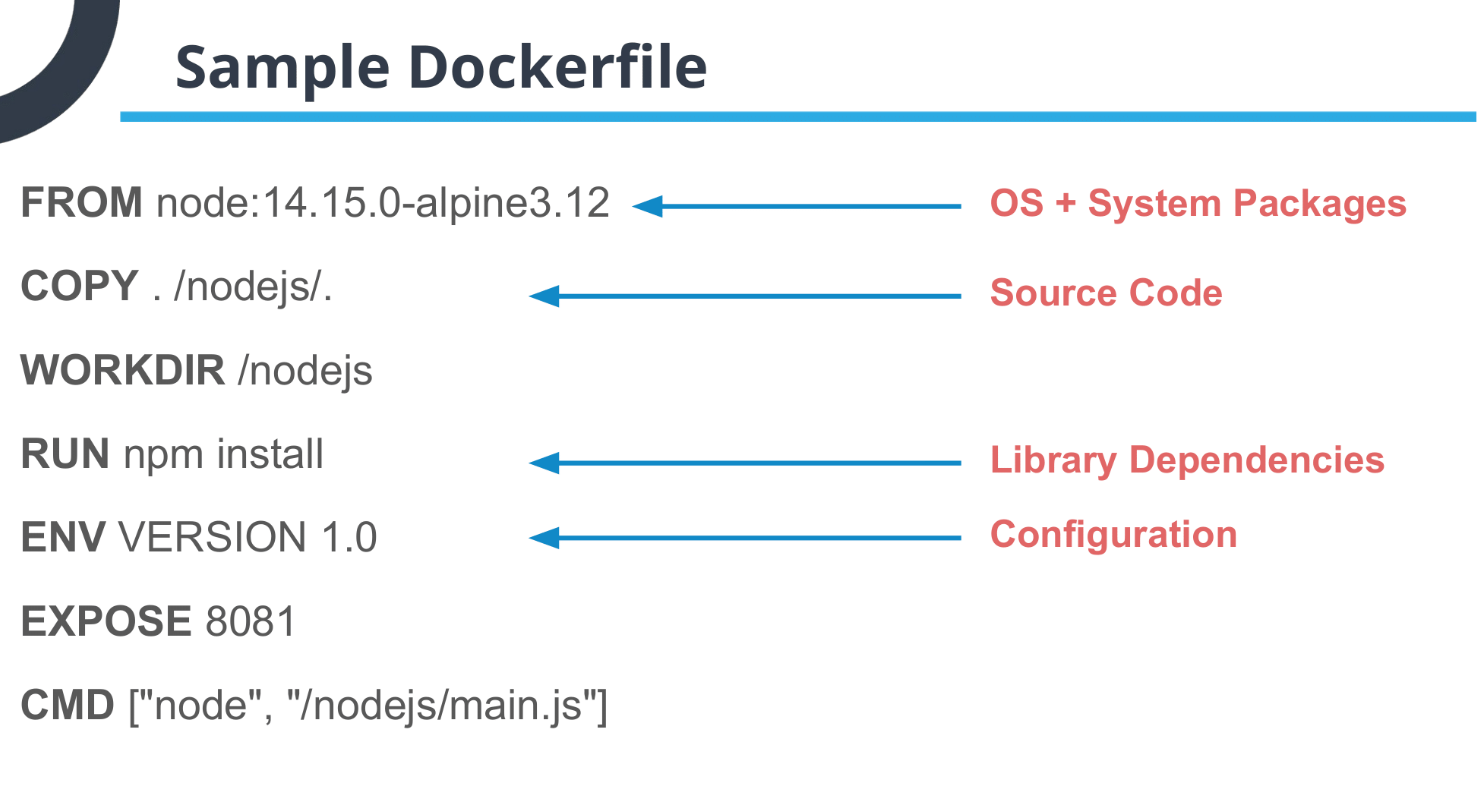 Sample Dockerfile
FROM node:14.15.0-alpine3.12
OS + System Packages
COPY . /nodejs/.
Source Code
WORKDIR /nodejs
RUN npm install
Library Dependencies
ENV VERSION 1.0
Configuration
EXPOSE 8081
CMD ["node", "/nodejs/main.js"]